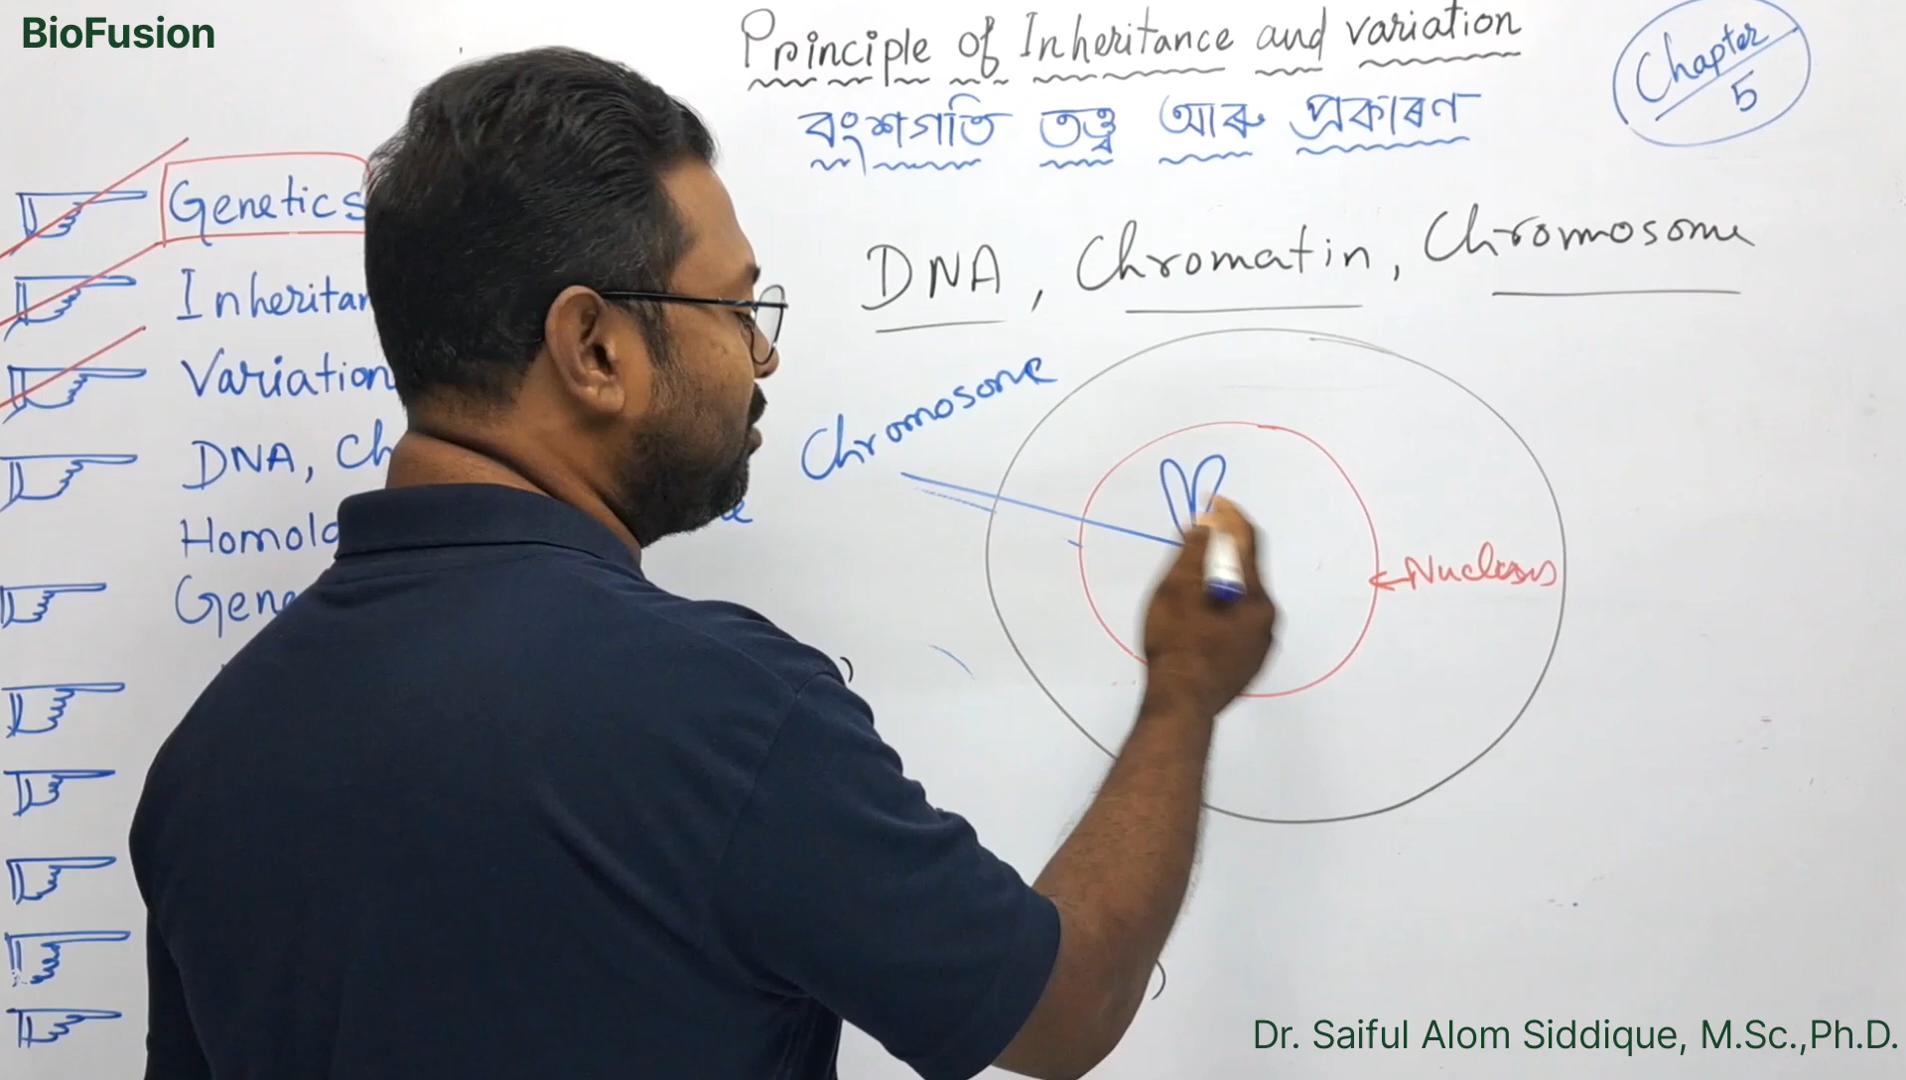 BioFusion
Principle of Inheritance and variation
বংশগতি তত্ত্ব আৰু প্ৰকাৰণ
Chapter 5
Genetics
Inheritan
Variation
DNA, Ch
Homolo
Gene
DNA, Chromatin, Chromosome
Chromosome
Nucleus
Dr. Saiful Alom Siddique, M.Sc.,Ph.D.